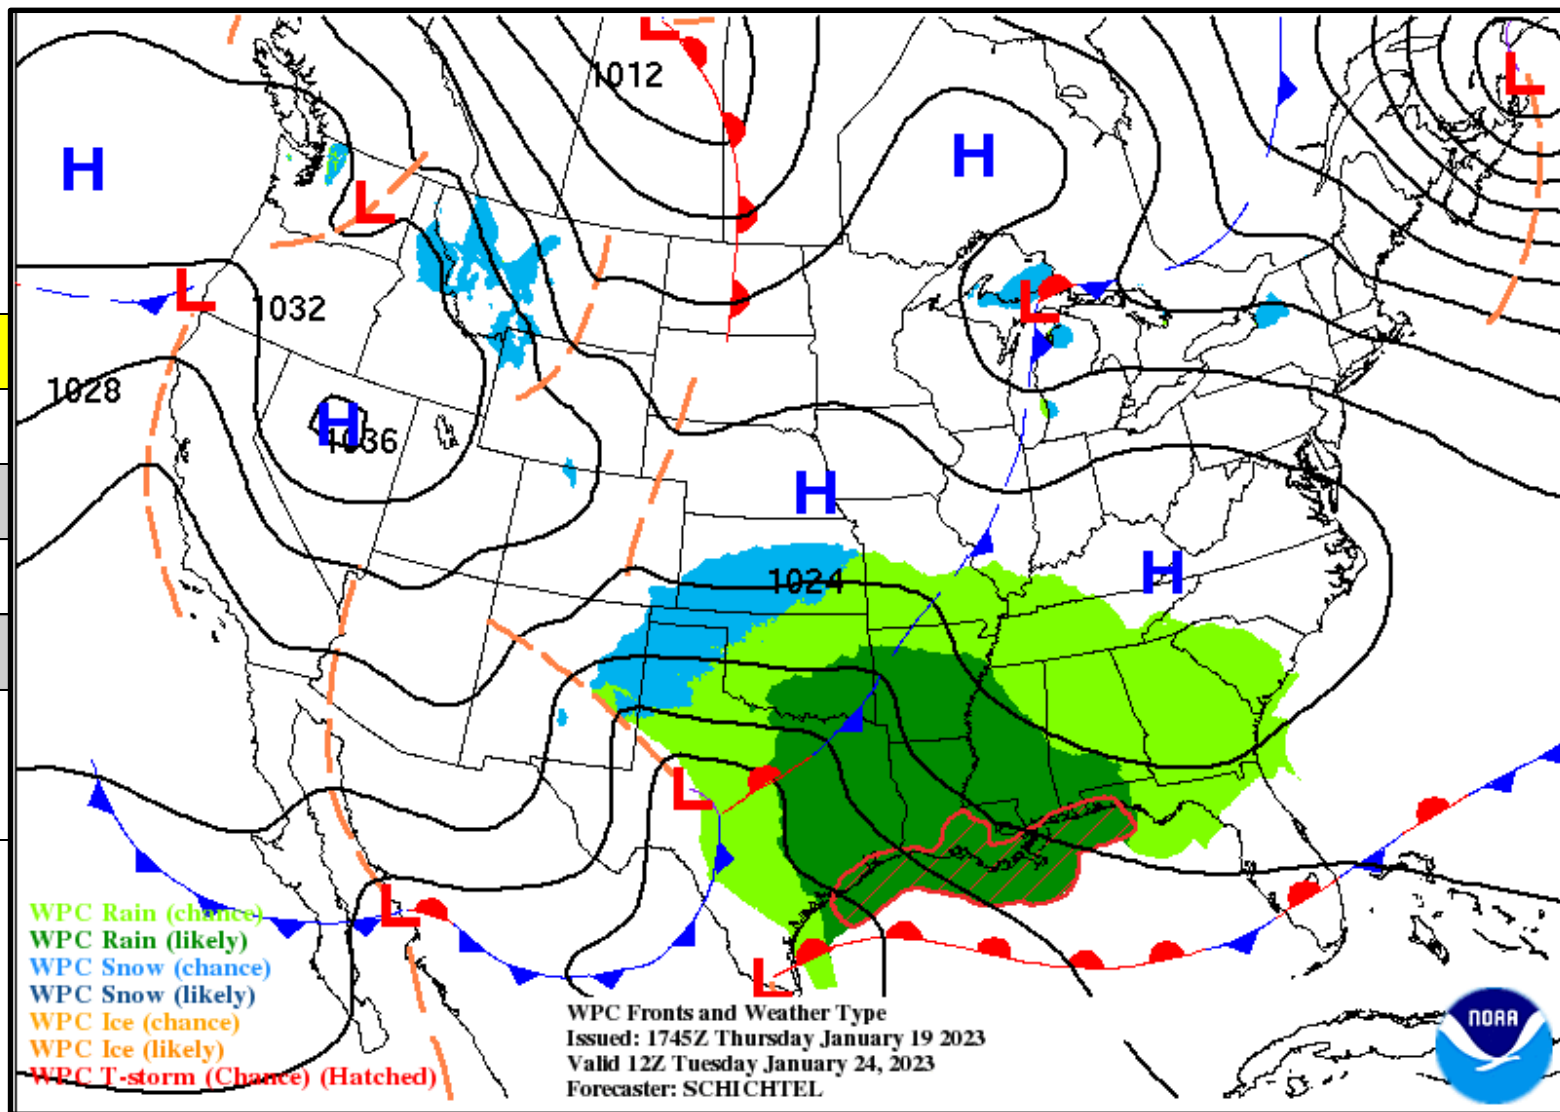 1012
H
H
L
L
L
L
1032
L
1028
H
1036
H
1024
H
L
L
L
WPC Rain (chance)
WPC Rain (likely)
WPC Snow (chance)
WPC Snow (likely)
WPC Ice (chance)
WPC Ice (likely)
WPC T-storm (Chance) (Hatched)
WPC Fronts and Weather Type
Issued: 1745Z Thursday January 19 2023
Valid 12Z Tuesday January 24, 2023
Forecaster: SCHICHTEL
NOAA